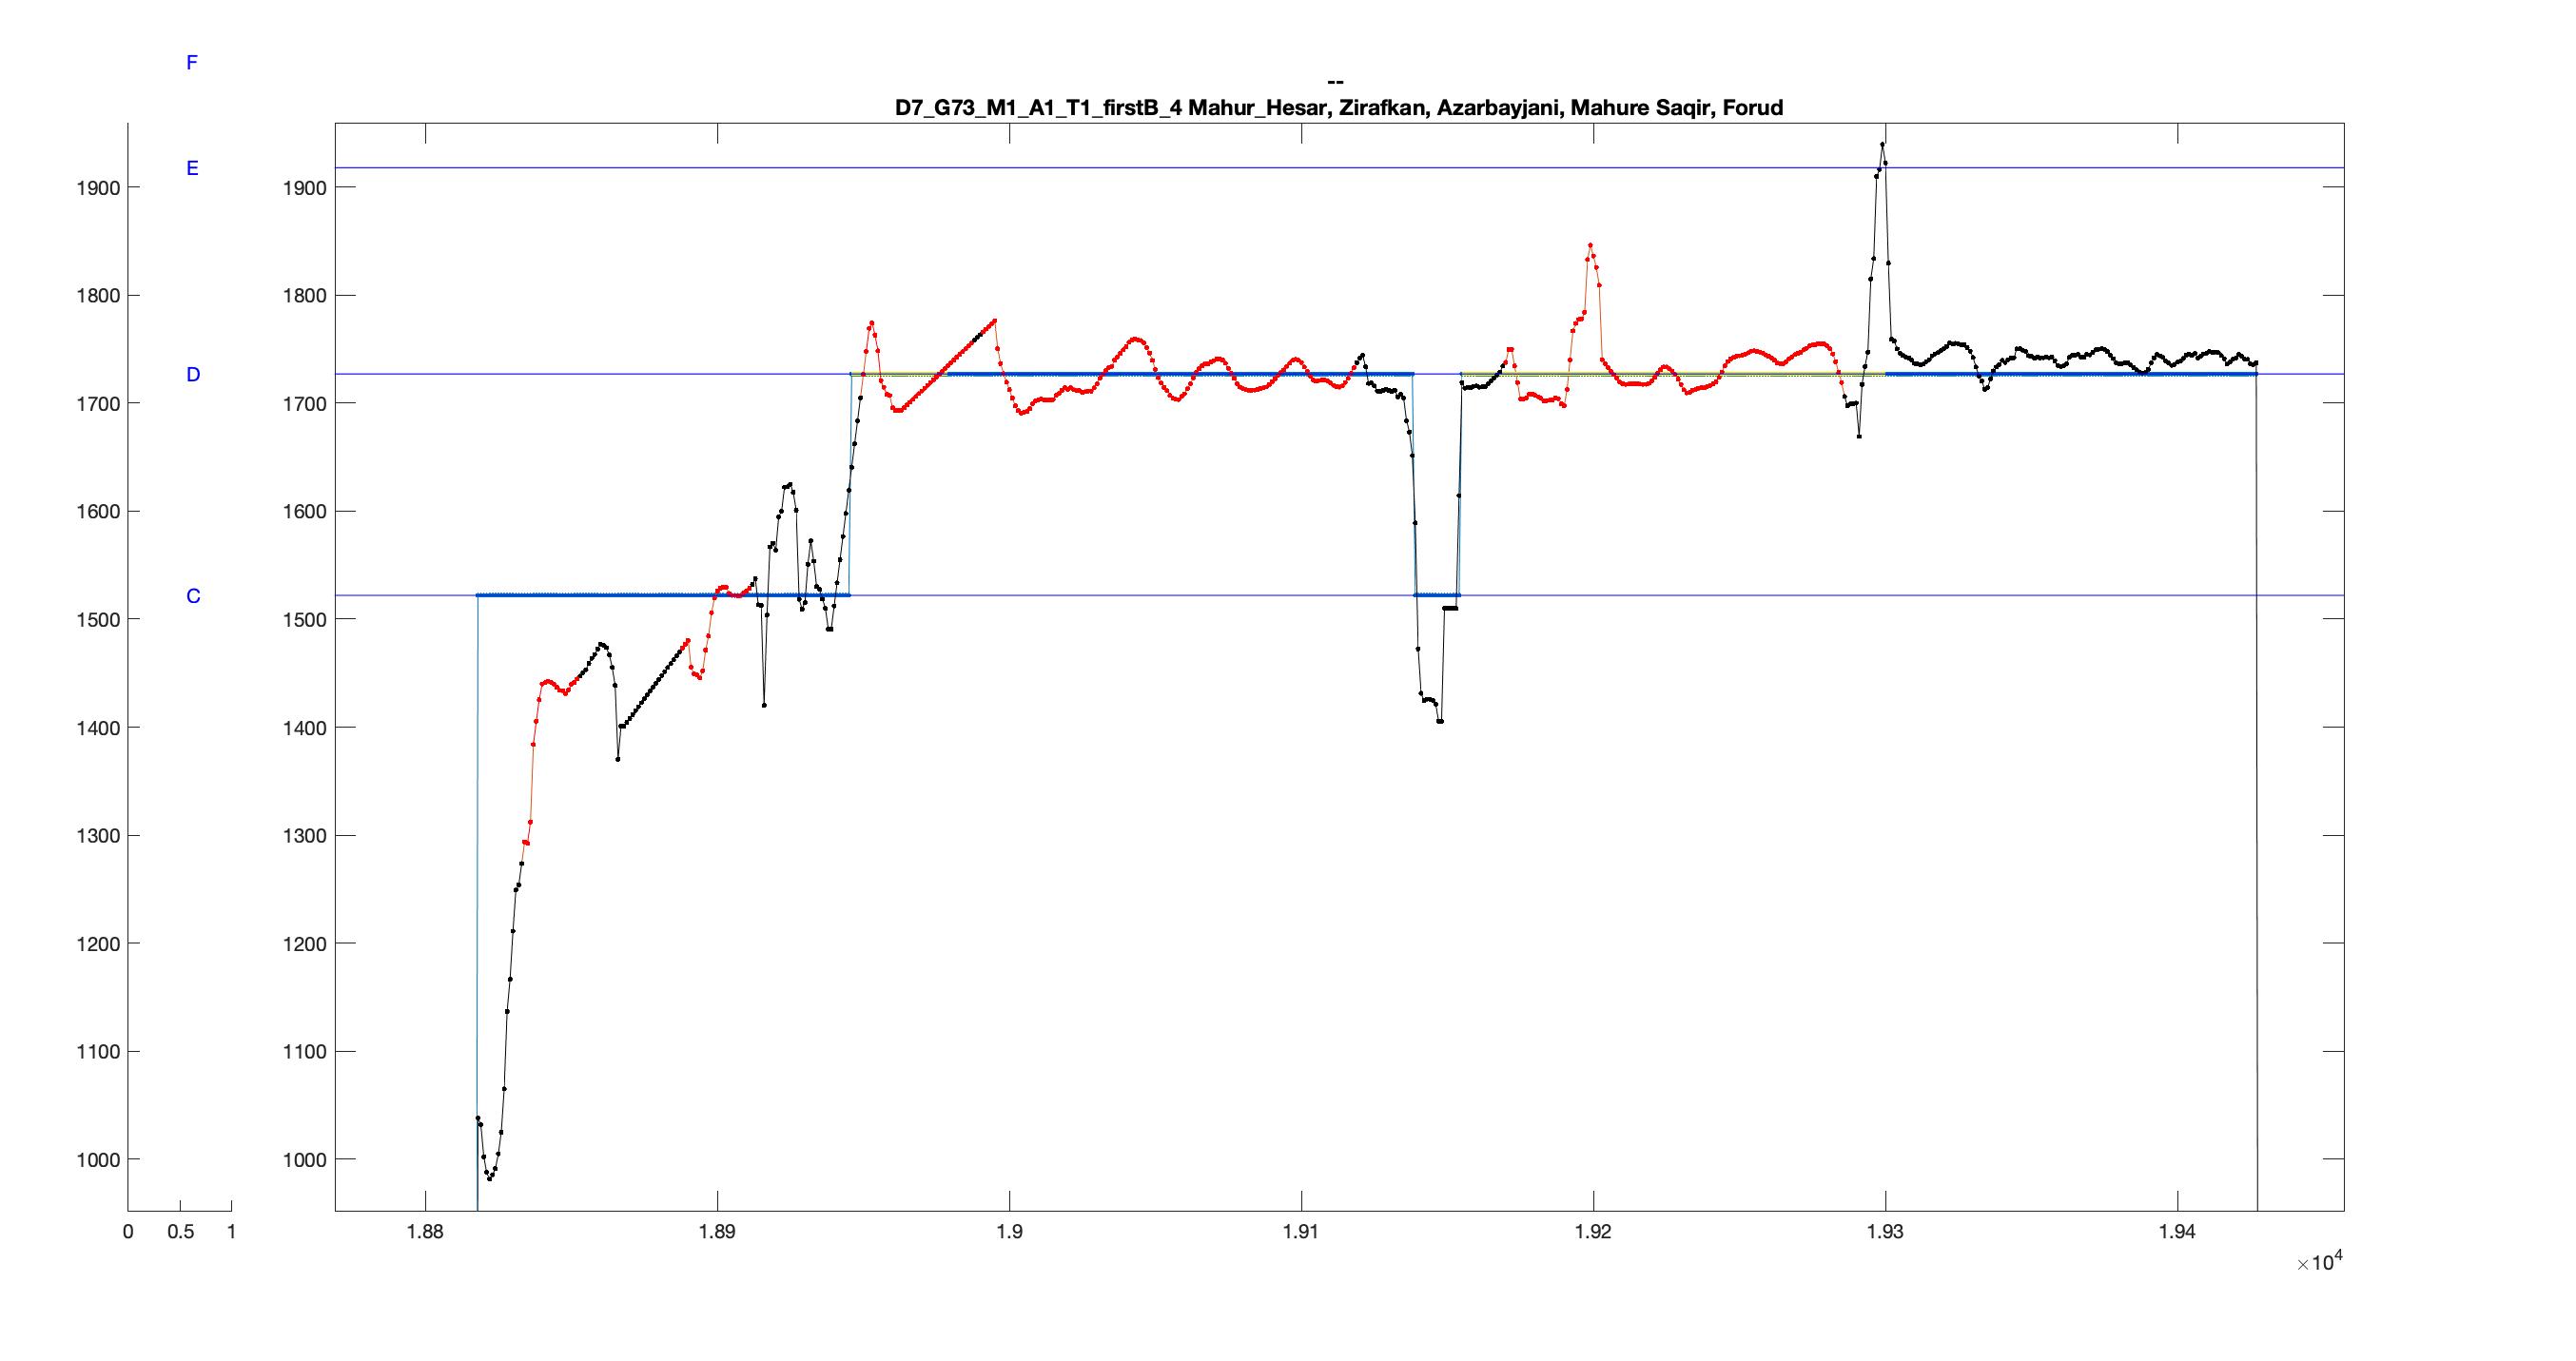 F
--
D7_G73_M1_A1_T1_firstB_4 Mahur_Hesar, Zirafkan, Azarbayjani, Mahure Saqir, Forud
E
1900 1900
1800 1800
D
1700 1700
1600 1600
C
1500 1500
1400 1400
1300 1300
1200 1200
1100 1100
1000 1000
0 0.5 1 1.88 1.89 1.9 1.91 1.92 1.93 1.94
×10^4